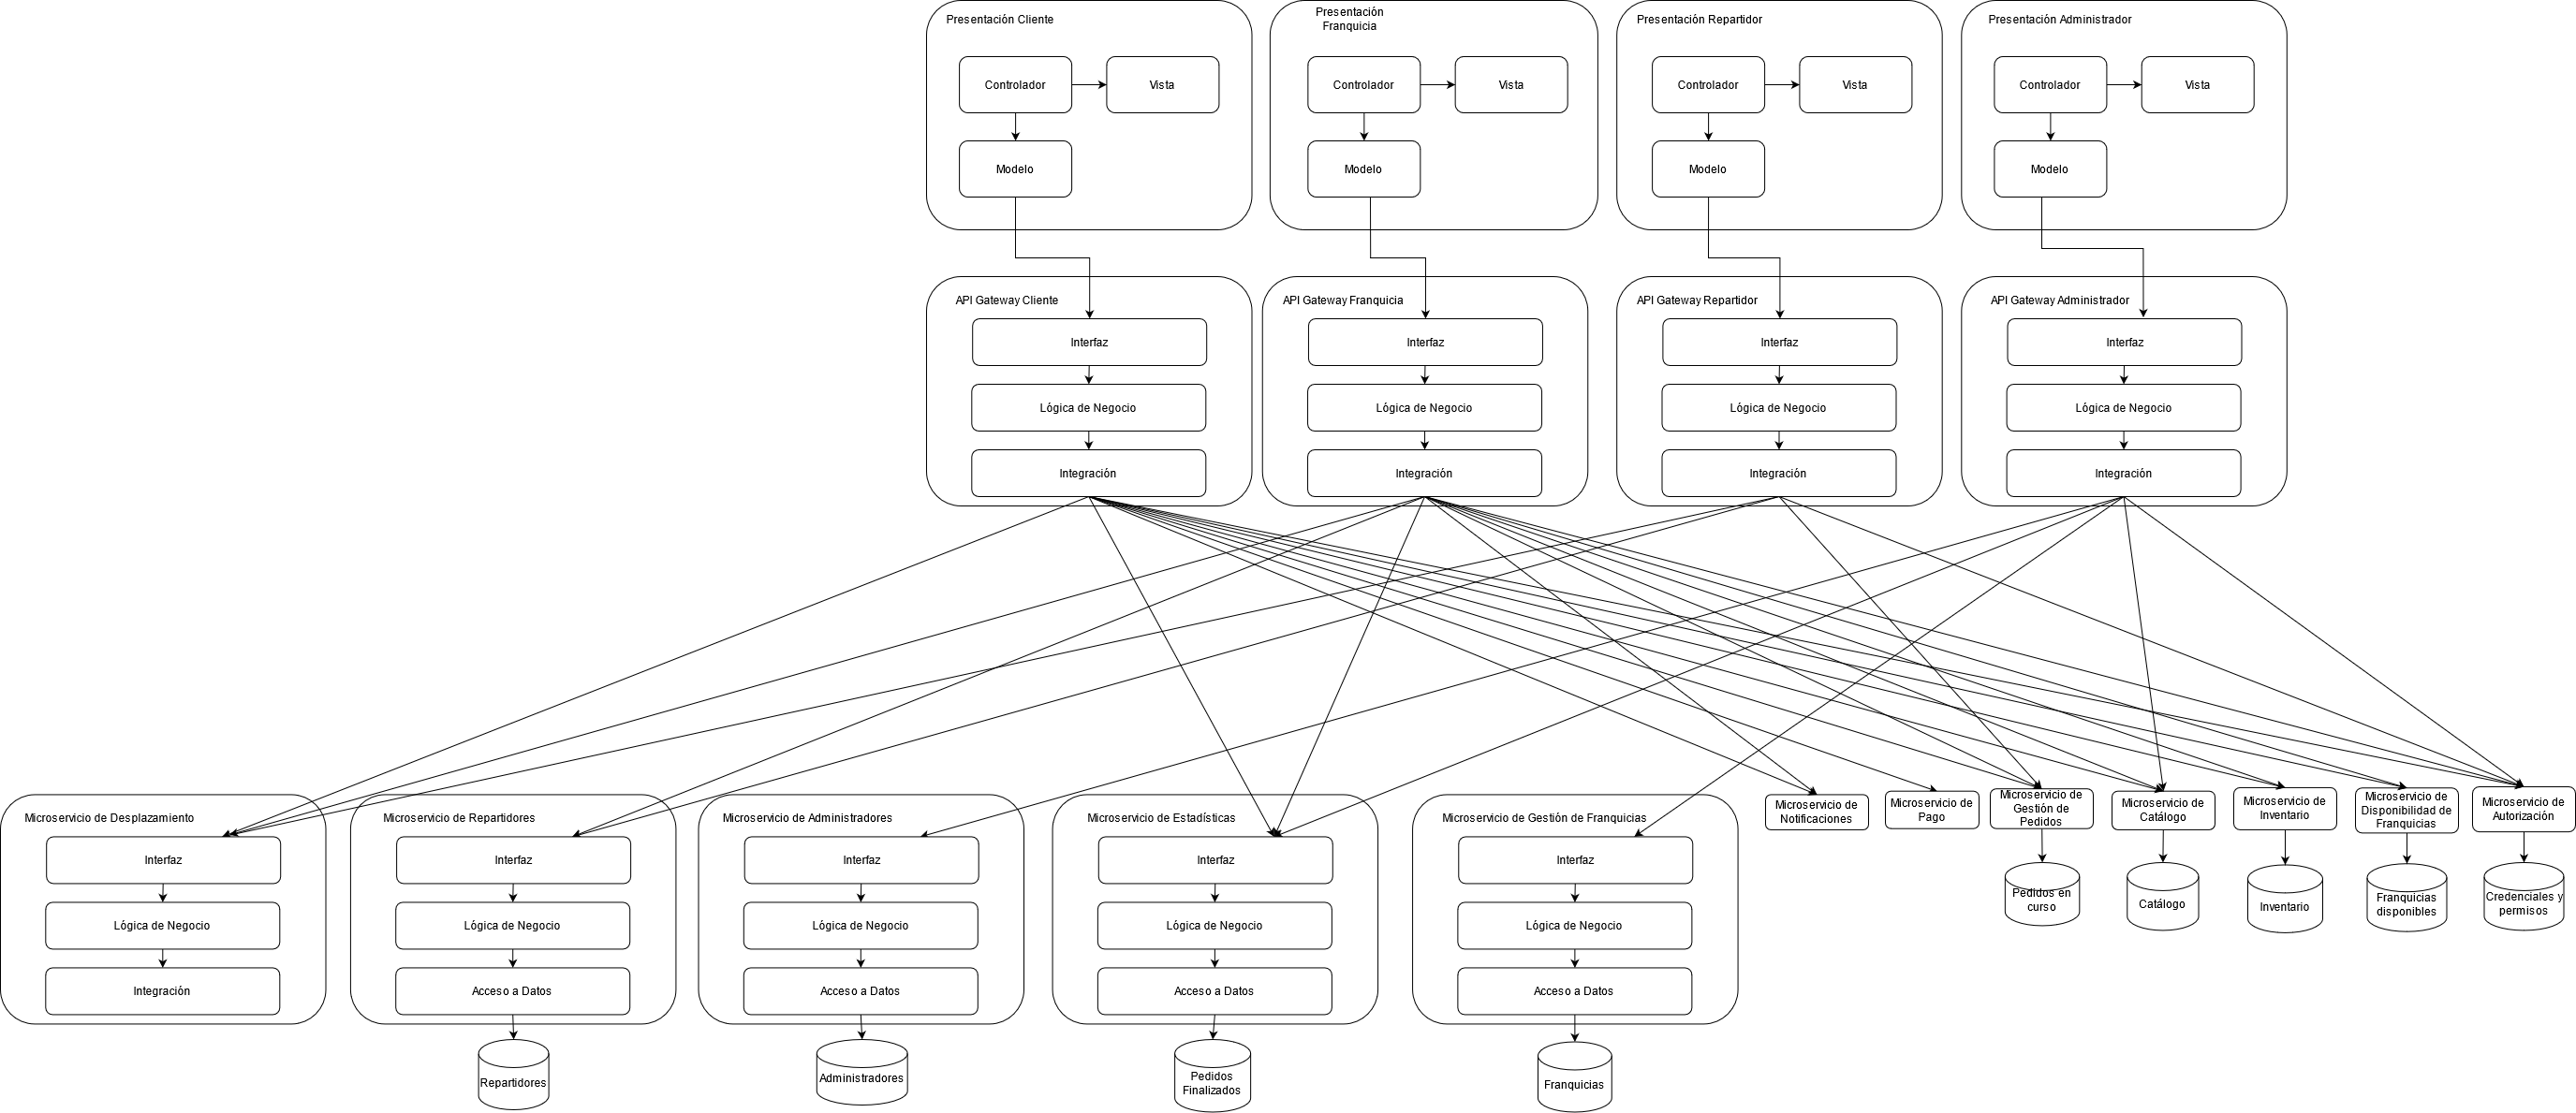 Presentación Cliente
Controlador
Vista
Modelo
Presentación
Franquicia
Controlador
Vista
Modelo
Presentación Repartidor
Controlador
Vista
Modelo
Presentación Administrador
Controlador
Vista
Modelo
API Gateway Cliente
Interfaz
Lógica de Negocio
Integración
API Gateway Franquicia
Interfaz
Lógica de Negocio
Integración
API Gateway Repartidor
Interfaz
Lógica de Negocio
Integración
API Gateway Administrador
Interfaz
Lógica de Negocio
Integración
Microservicio de Desplazamiento
Interfaz
Lógica de Negocio
Integración
Microservicio de Repartidores
Interfaz
Lógica de Negocio
Acceso a Datos
Repartidores
Microservicio de Administradores
Interfaz
Lógica de Negocio
Acceso a Datos
Administradores
Microservicio de Estadísticas
Interfaz
Lógica de Negocio
Acceso a Datos
Pedidos
Finalizados
Microservicio de Gestión de Franquicias
Interfaz
Lógica de Negocio
Acceso a Datos
Franquicias
Microservicio de
Notificaciones
Microservicio de
Pago
Microservicio de
Gestión de
Pedidos
Pedidos en
curso
Microservicio de
Catálogo
Catálogo
Microservicio de
Inventario
Inventario
Microservicio de
Disponibilidad de
Franquicias
Franquicias
disponibles
Microservicio de
Autorización
Credenciales y
permisos